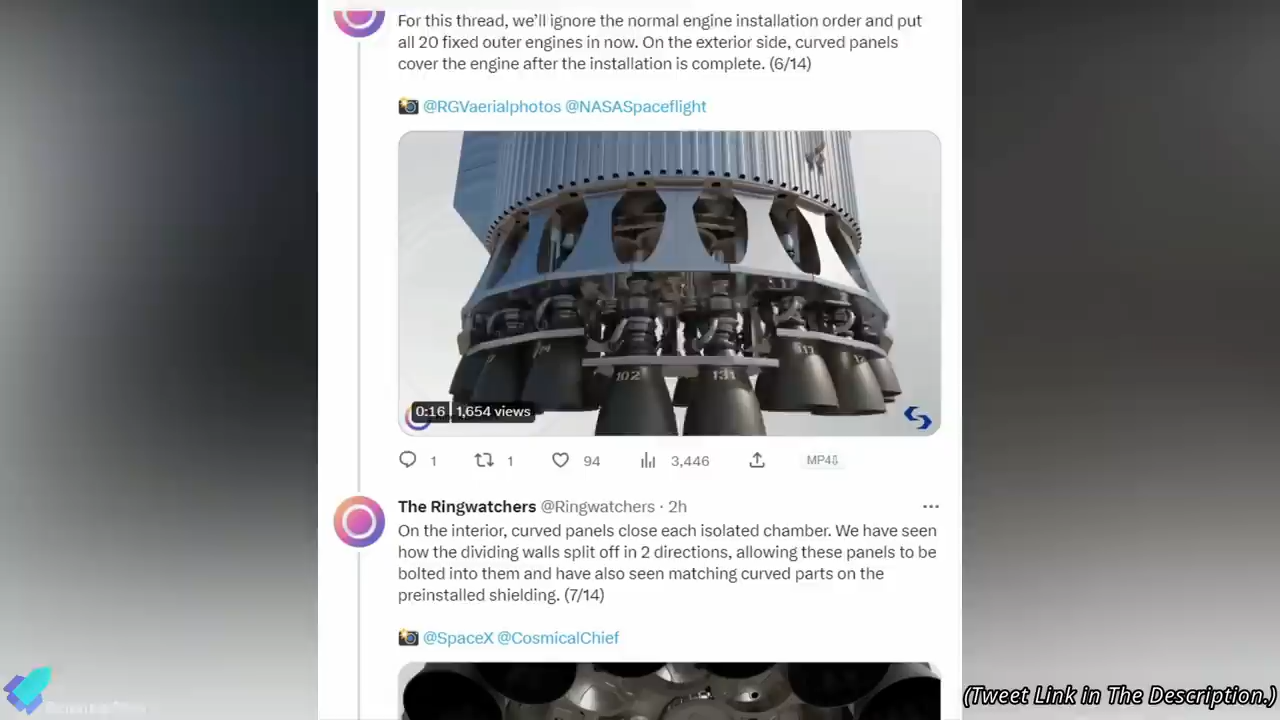 For this thread, we'll ignore the normal engine installation order and put
all 20 fixed outer engines in now. On the exterior side, curved panels
cover the engine after the installation is complete. (6/14)
@RGVaerialphotos @NASASpaceflight
102
131
117
0:16 1,654 views
1
1
94
3,446
MP4
The Ringwatchers @Ringwatchers · 2h
On the interior, curved panels close each isolated chamber. We have seen
how the dividing walls split off in 2 directions, allowing these panels to be
bolted into them and have also seen matching curved parts on the
preinstalled shielding. (7/14)
@SpaceX @CosmicalChief
(Tweet Link in The Description.)